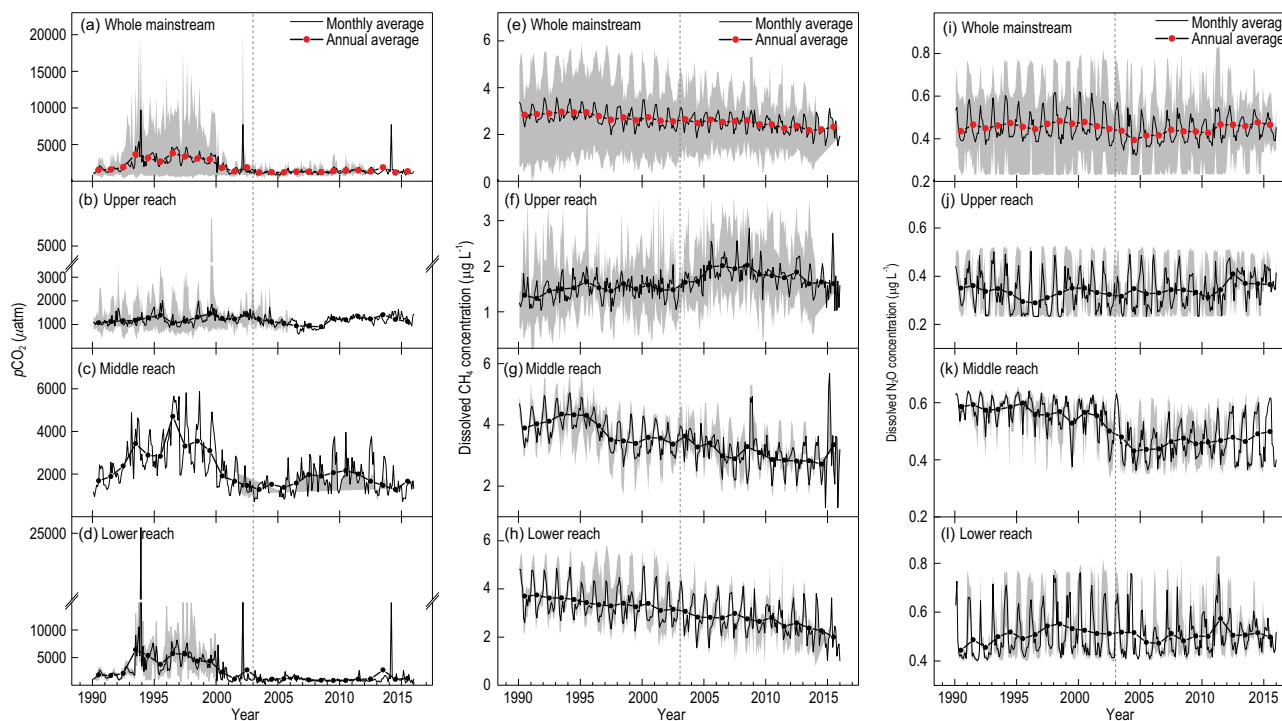 (a) Whole mainstream
Monthly average
Annual average
20000
15000
10000
5000
0
(b) Upper reach
5000
3000
2000
1000
(c) Middle reach
6000
4000
2000
0
(d) Lower reach
25000
10000
5000
1990 1995 2000 2005 2010 2015
Year
pCO₂ (μatm)
(e) Whole mainstream
Monthly average
Annual average
6
4
2
0
(f) Upper reach
3
2
1
(g) Middle reach
6
4
2
(h) Lower reach
6
4
2
0
1990 1995 2000 2005 2010 2015
Year
Dissolved CH₄ concentration (μg L⁻¹)
(i) Whole mainstream
Monthly average
Annual average
0.8
0.6
0.4
0.2
(j) Upper reach
0.6
0.4
0.2
(k) Middle reach
0.6
0.4
0.2
(l) Lower reach
0.8
0.6
0.4
1990 1995 2000 2005 2010 2015
Year
Dissolved N₂O concentration (μg L⁻¹)